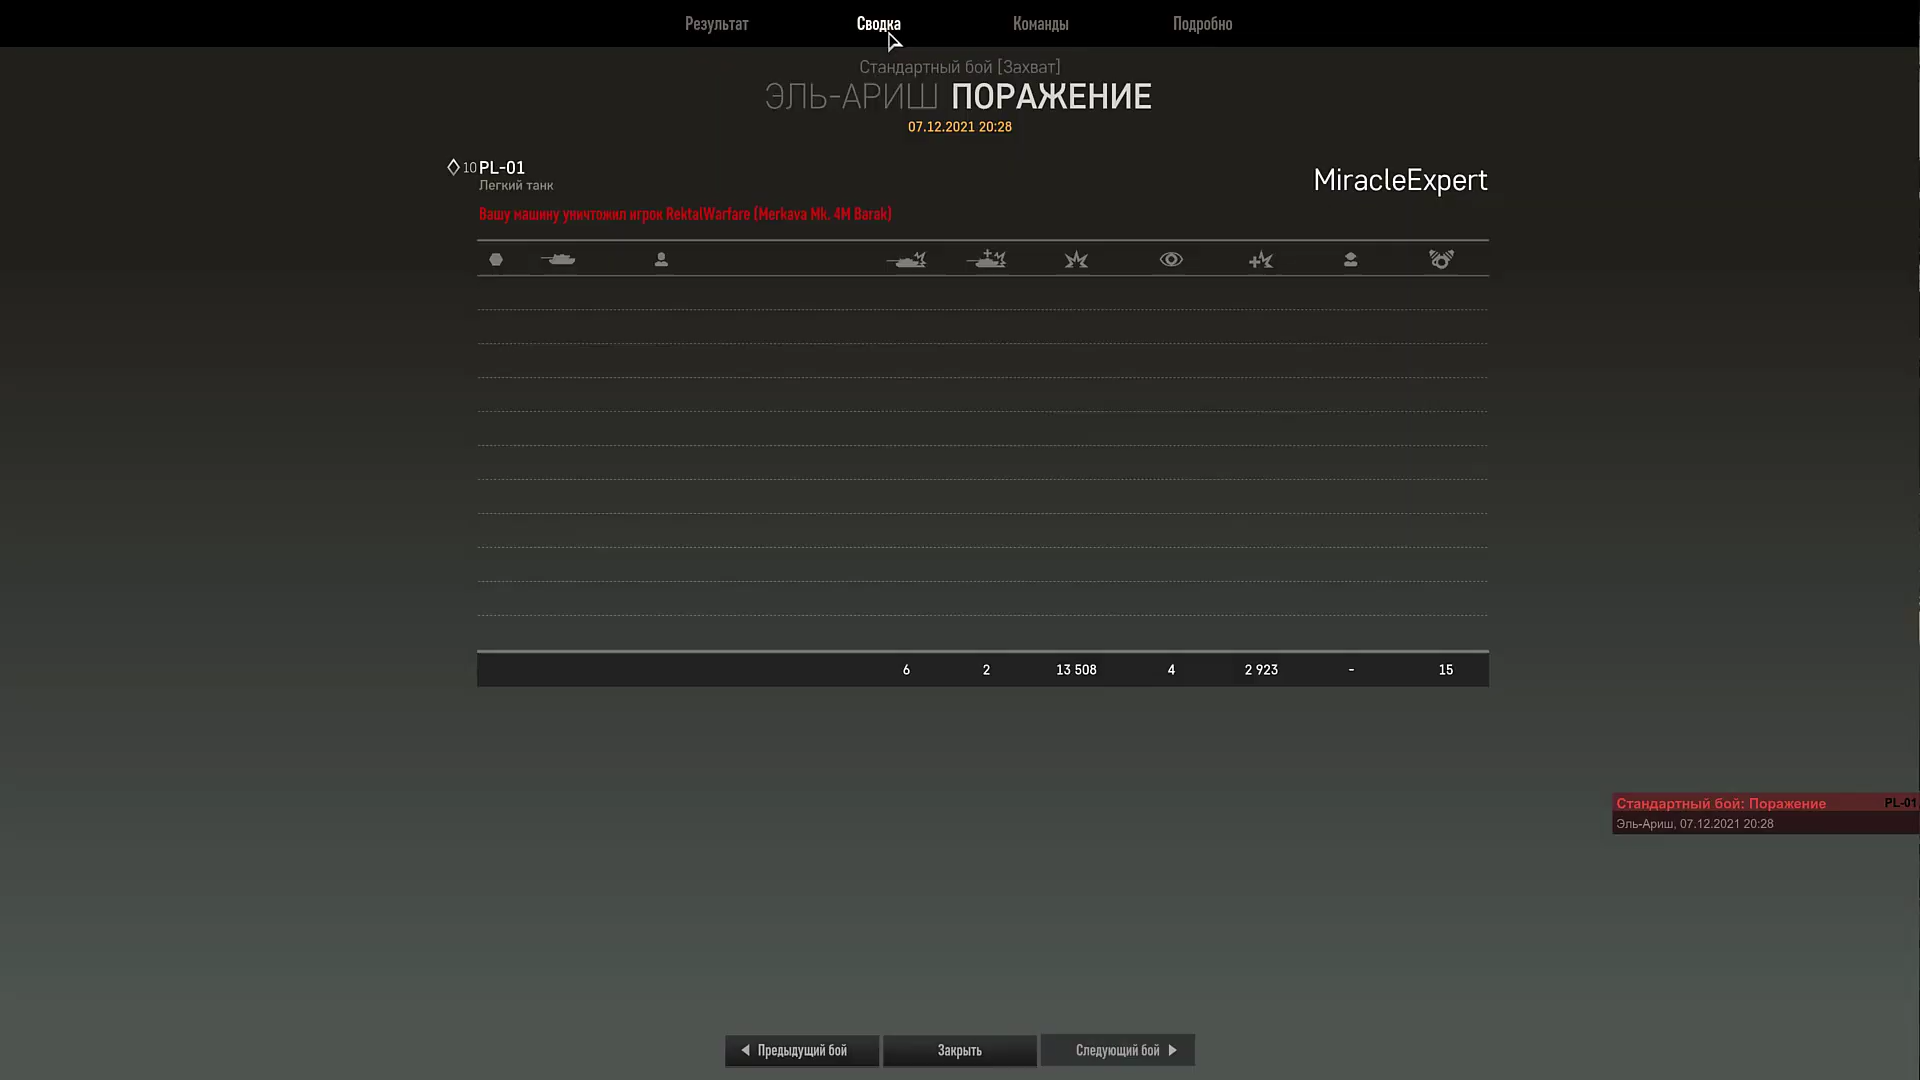 Результат
Сводка
Команды
Подробно
Стандартный бой [Захват]
ЭЛЬ-АРИШ ПОРАЖЕНИЕ
07.12.2021 20:28
10 PL-01
Легкий танк
MiracleExpert
Вашу машину уничтожил игрок RektalWarfare (Merkava Mk. 4M Barak)
6 2 13 508 4 2 923 - 15
Стандартный бой: Поражение PL-01
Эль-Ариш, 07.12.2021 20:28
Предыдущий бой
Закрыть
Следующий бой